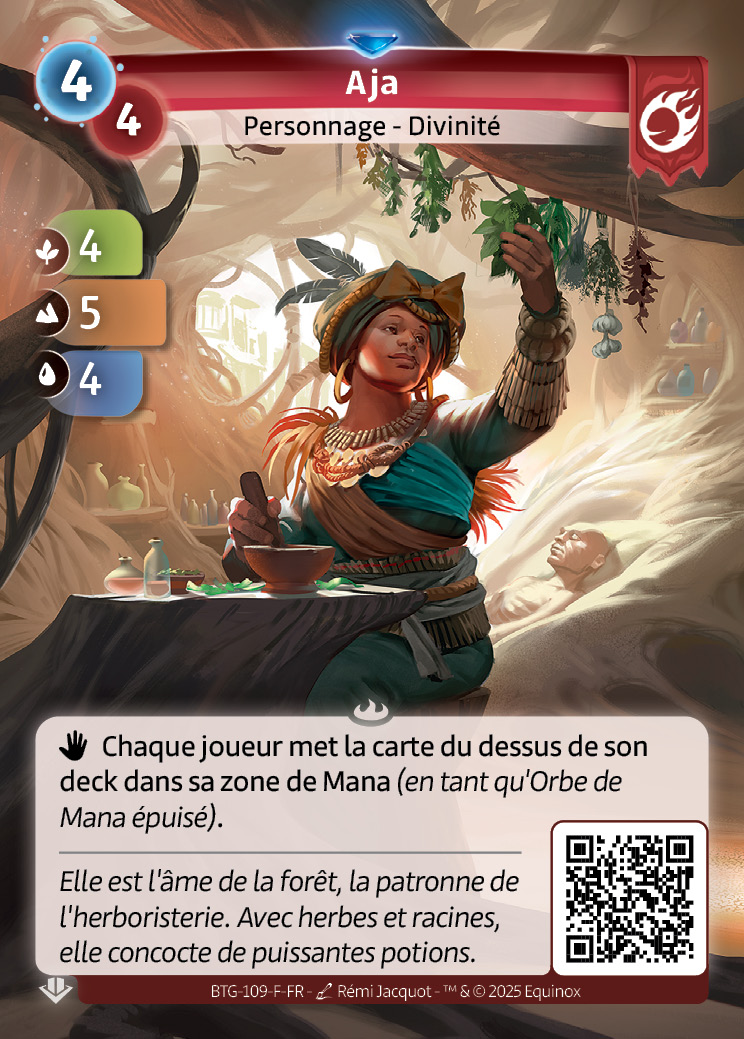 4
Aja
4
Personnage - Divinité
4
5
4
Chaque joueur met la carte du dessus de son
deck dans sa zone de Mana (en tant qu'Orbe de
Mana épuisé).
Elle est l'âme de la forêt, la patronne de
l'herboristerie. Avec herbes et racines,
elle concocte de puissantes potions.
BTG-109-F-FR - Rémi Jacquot - ™ & © 2025 Equinox